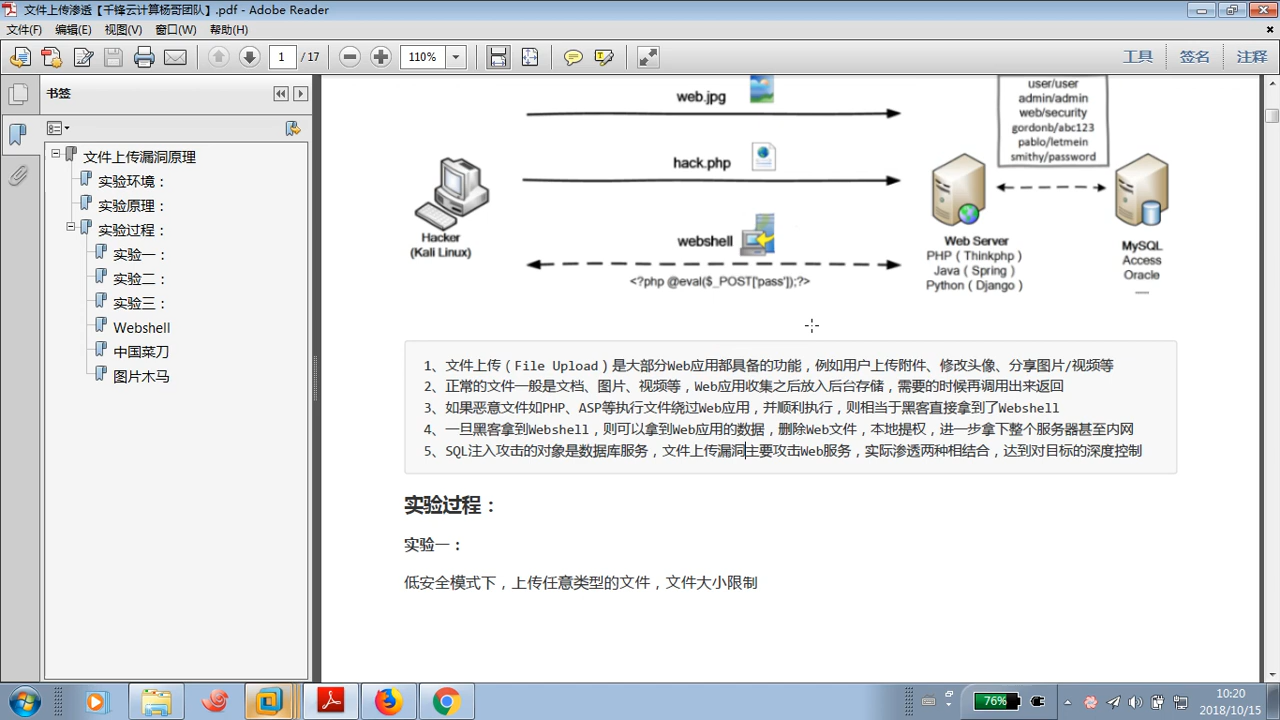 文件上传渗透【千锋云计算杨哥团队】.pdf - Adobe Reader
文件(F) 编辑(E) 视图(V) 窗口(W) 帮助(H)
1 / 17
110%
工具 签名 注释
书签
文件上传漏洞原理
实验环境：
实验原理：
实验过程：
实验一：
实验二：
实验三：
Webshell
中国菜刀
图片木马
web.jpg
hack.php
webshell
<?php @eval($_POST['pass']);?>
Hacker
(Kali Linux)
user/user
admin/admin
web/security
gordonb/abc123
pablo/letmein
smithy/password
Web Server
PHP ( Thinkphp )
Java ( Spring )
Python ( Django )
MySQL
Access
Oracle
1、文件上传（File Upload）是大部分Web应用都具备的功能，例如用户上传附件、修改头像、分享图片/视频等
2、正常的文件一般是文档、图片、视频等，Web应用收集之后放入后台存储，需要的时候再调用出来返回
3、如果恶意文件如PHP、ASP等执行文件绕过Web应用，并顺利执行，则相当于黑客直接拿到了Webshell
4、一旦黑客拿到Webshell，则可以拿到Web应用的数据，删除Web文件，本地提权，进一步拿下整个服务器甚至内网
5、SQL注入攻击的对象是数据库服务，文件上传漏洞主要攻击Web服务，实际渗透两种相结合，达到对目标的深度控制
实验过程：
实验一：
低安全模式下，上传任意类型的文件，文件大小限制
76%
10:20
2018/10/15